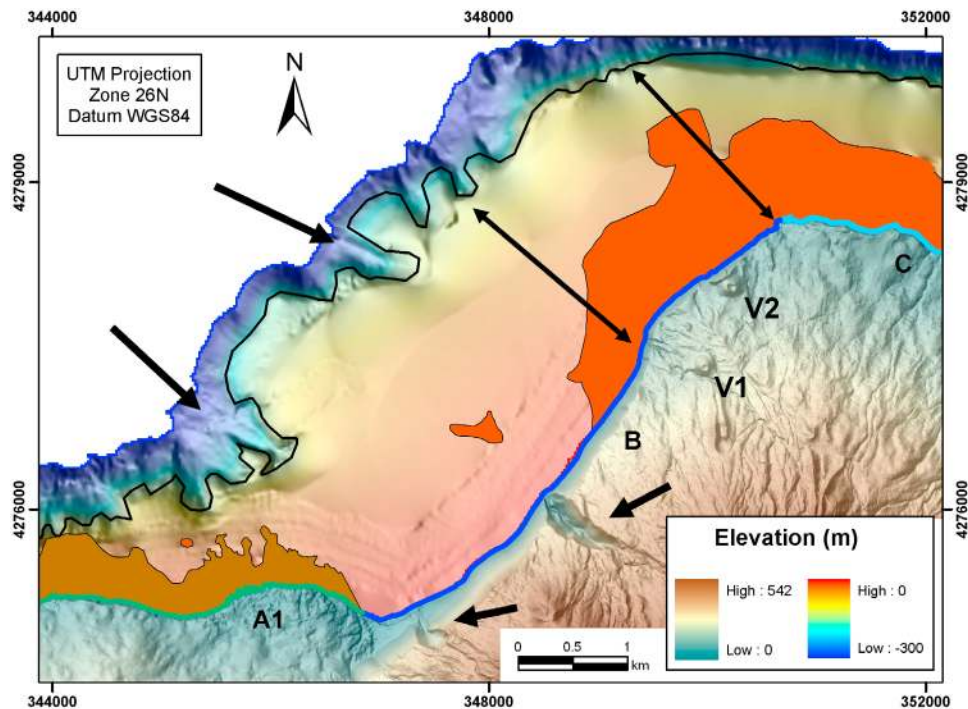 344000 348000 352000
UTM Projection
Zone 26N
Datum WGS84
N
4279000 4279000
C
V2
V1
B
4276000 4276000
Elevation (m)
High : 542 High : 0
Low : 0 Low : -300
A1
0 0.5 1
km
344000 348000 352000